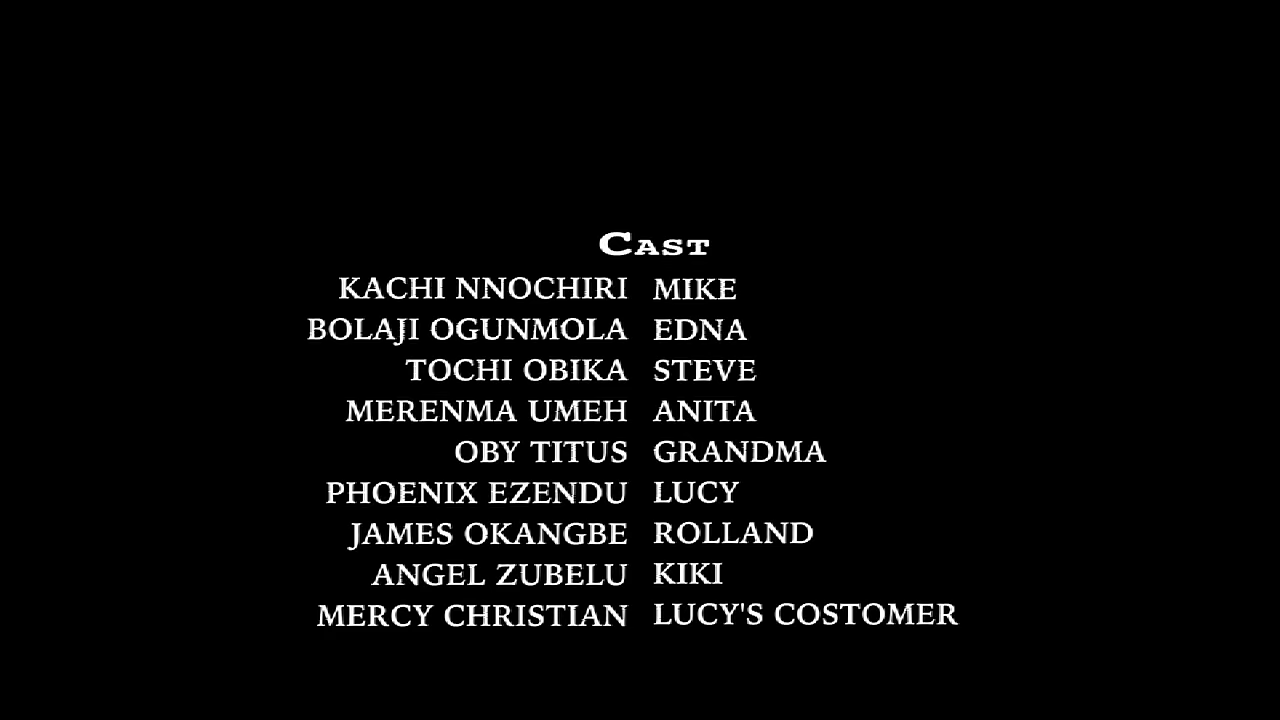 CAST
KACHI NNOCHIRI MIKE
BOLAJI OGUNMOLA EDNA
TOCHI OBIKA STEVE
MERENMA UMEH ANITA
OBY TITUS GRANDMA
PHOENIX EZENDU LUCY
JAMES OKANGBE ROLLAND
ANGEL ZUBELU KIKI
MERCY CHRISTIAN LUCY'S COSTOMER